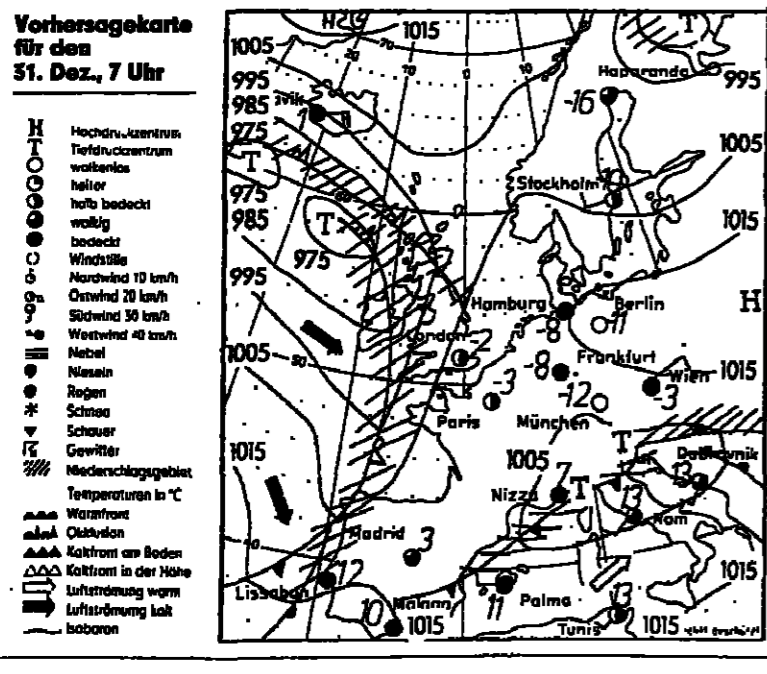 Vorhersagekarte
für den
31. Dez., 7 Uhr
H Hochdruckzentrum
T Tiefdruckzentrum
wolkenlos
heiter
halb bedeckt
wolkig
bedeckt
Windstille
Nordwind 10 km/h
Ostwind 20 km/h
Südwind 30 km/h
Westwind 40 km/h
Nebel
Nieseln
Regen
Schnee
Schauer
Gewitter
Niederschlagsgebiet
Temperaturen in °C
Warmfront
Okklusion
Kaltfront am Boden
Kaltfront in der Höhe
Luftströmung warm
Luftströmung kalt
Isobaren
H
1015
T
1005
995
985
975
1
T
975
985
T
975
995
Haparanda
-16
995
1005
Stockholm
1015
Hamburg
-8
Berlin
-11
H
London
2
1005
50
Frankfurt
-8
Wien
-3
1015
-3
Paris
-12
München
1015
1005
T
Dubrovnik
13
Nizza
7
T
13
Rom
Madrid
3
Lissabon
12
10
Malaga
1015
11
Palma
13
Tunis
1015
1015